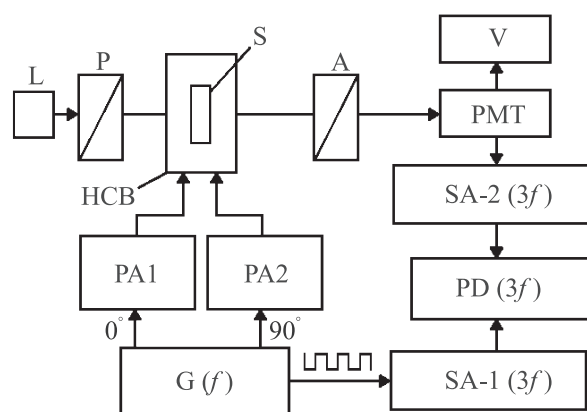 V
S
L
P
A
PMT
HCB
SA-2 (3f)
PA1
PA2
PD (3f)
0°
90°
G (f)
SA-1 (3f)